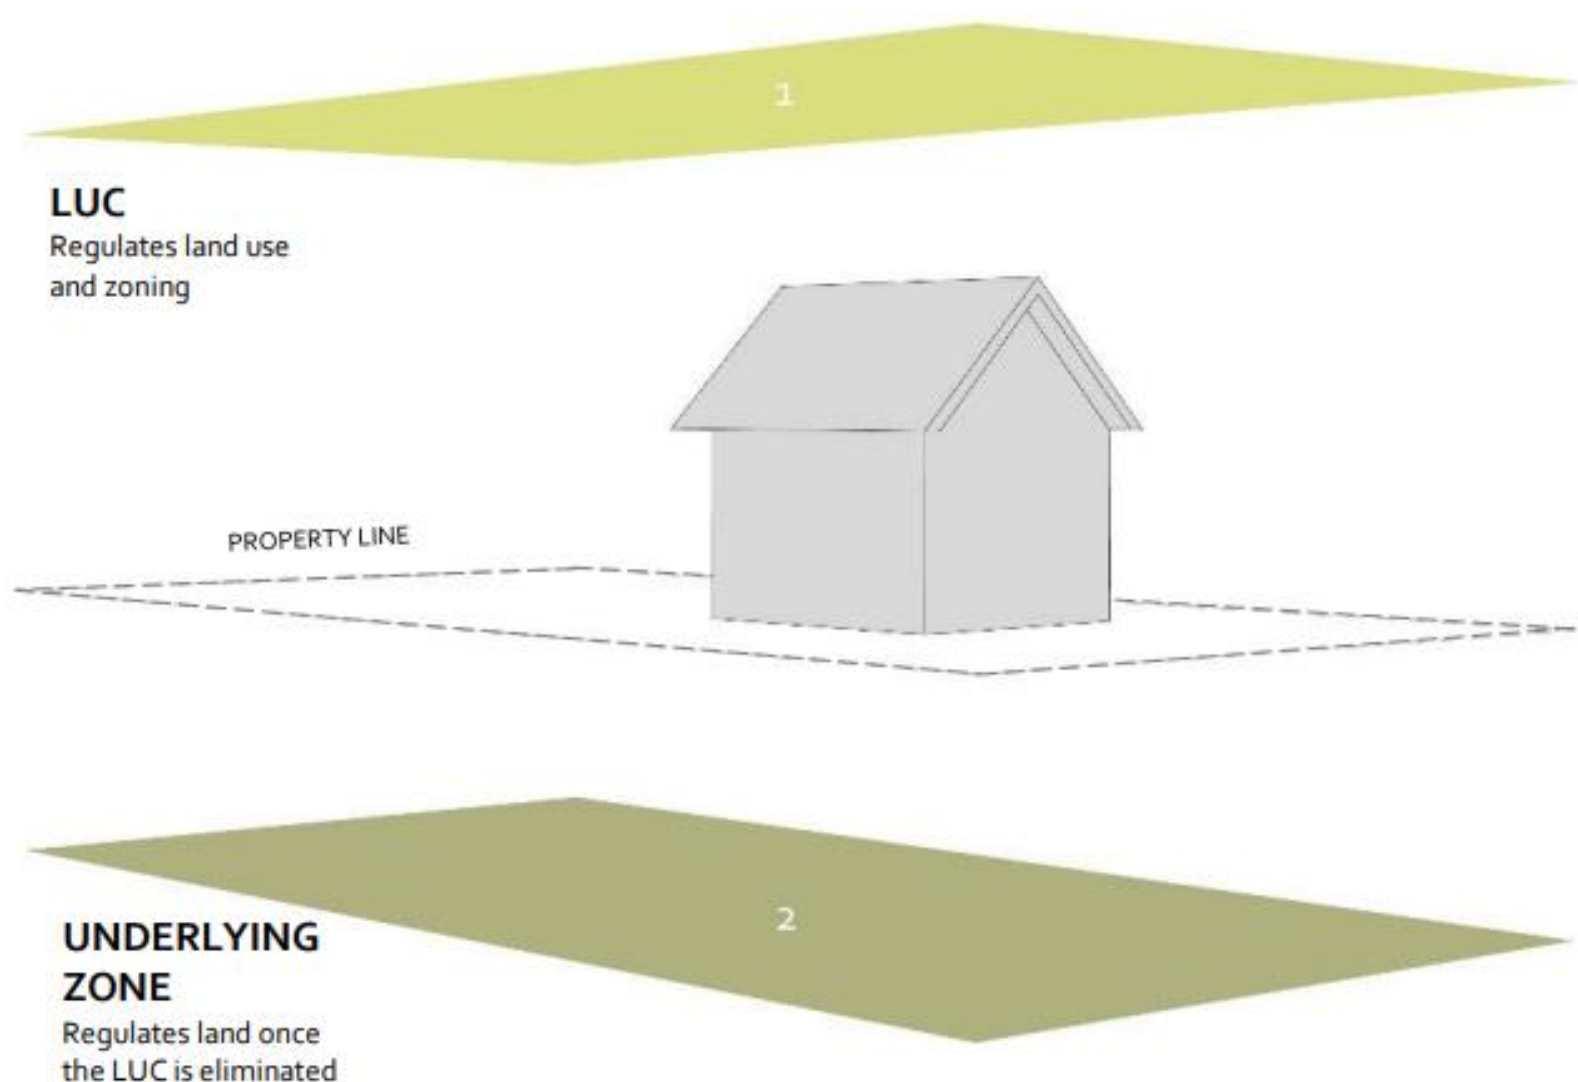 1
LUC
Regulates land use
and zoning
PROPERTY LINE
2
UNDERLYING
ZONE
Regulates land once
the LUC is eliminated